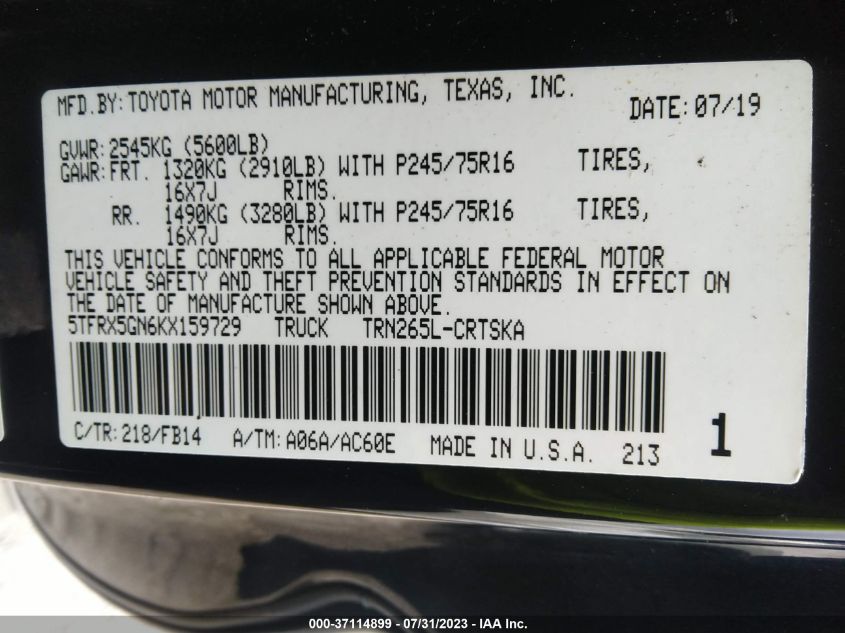 MFD.BY: TOYOTA MOTOR MANUFACTURING, TEXAS, INC. DATE: 07/19
GVWR: 2545KG (5600LB)
GAWR: FRT. 1320KG (2910LB) WITH P245/75R16 TIRES,
16X7J RIMS.
RR. 1490KG (3280LB) WITH P245/75R16 TIRES,
16X7J RIMS.
THIS VEHICLE CONFORMS TO ALL APPLICABLE FEDERAL MOTOR
VEHICLE SAFETY AND THEFT PREVENTION STANDARDS IN EFFECT ON
THE DATE OF MANUFACTURE SHOWN ABOVE.
5TFRX5GN6KX159729 TRUCK TRN265L-CRTSKA
C/TR: 218/FB14 A/TM: A06A/AC60E MADE IN U.S.A. 213 1
000-37114899 - 07/31/2023 - IAA Inc.